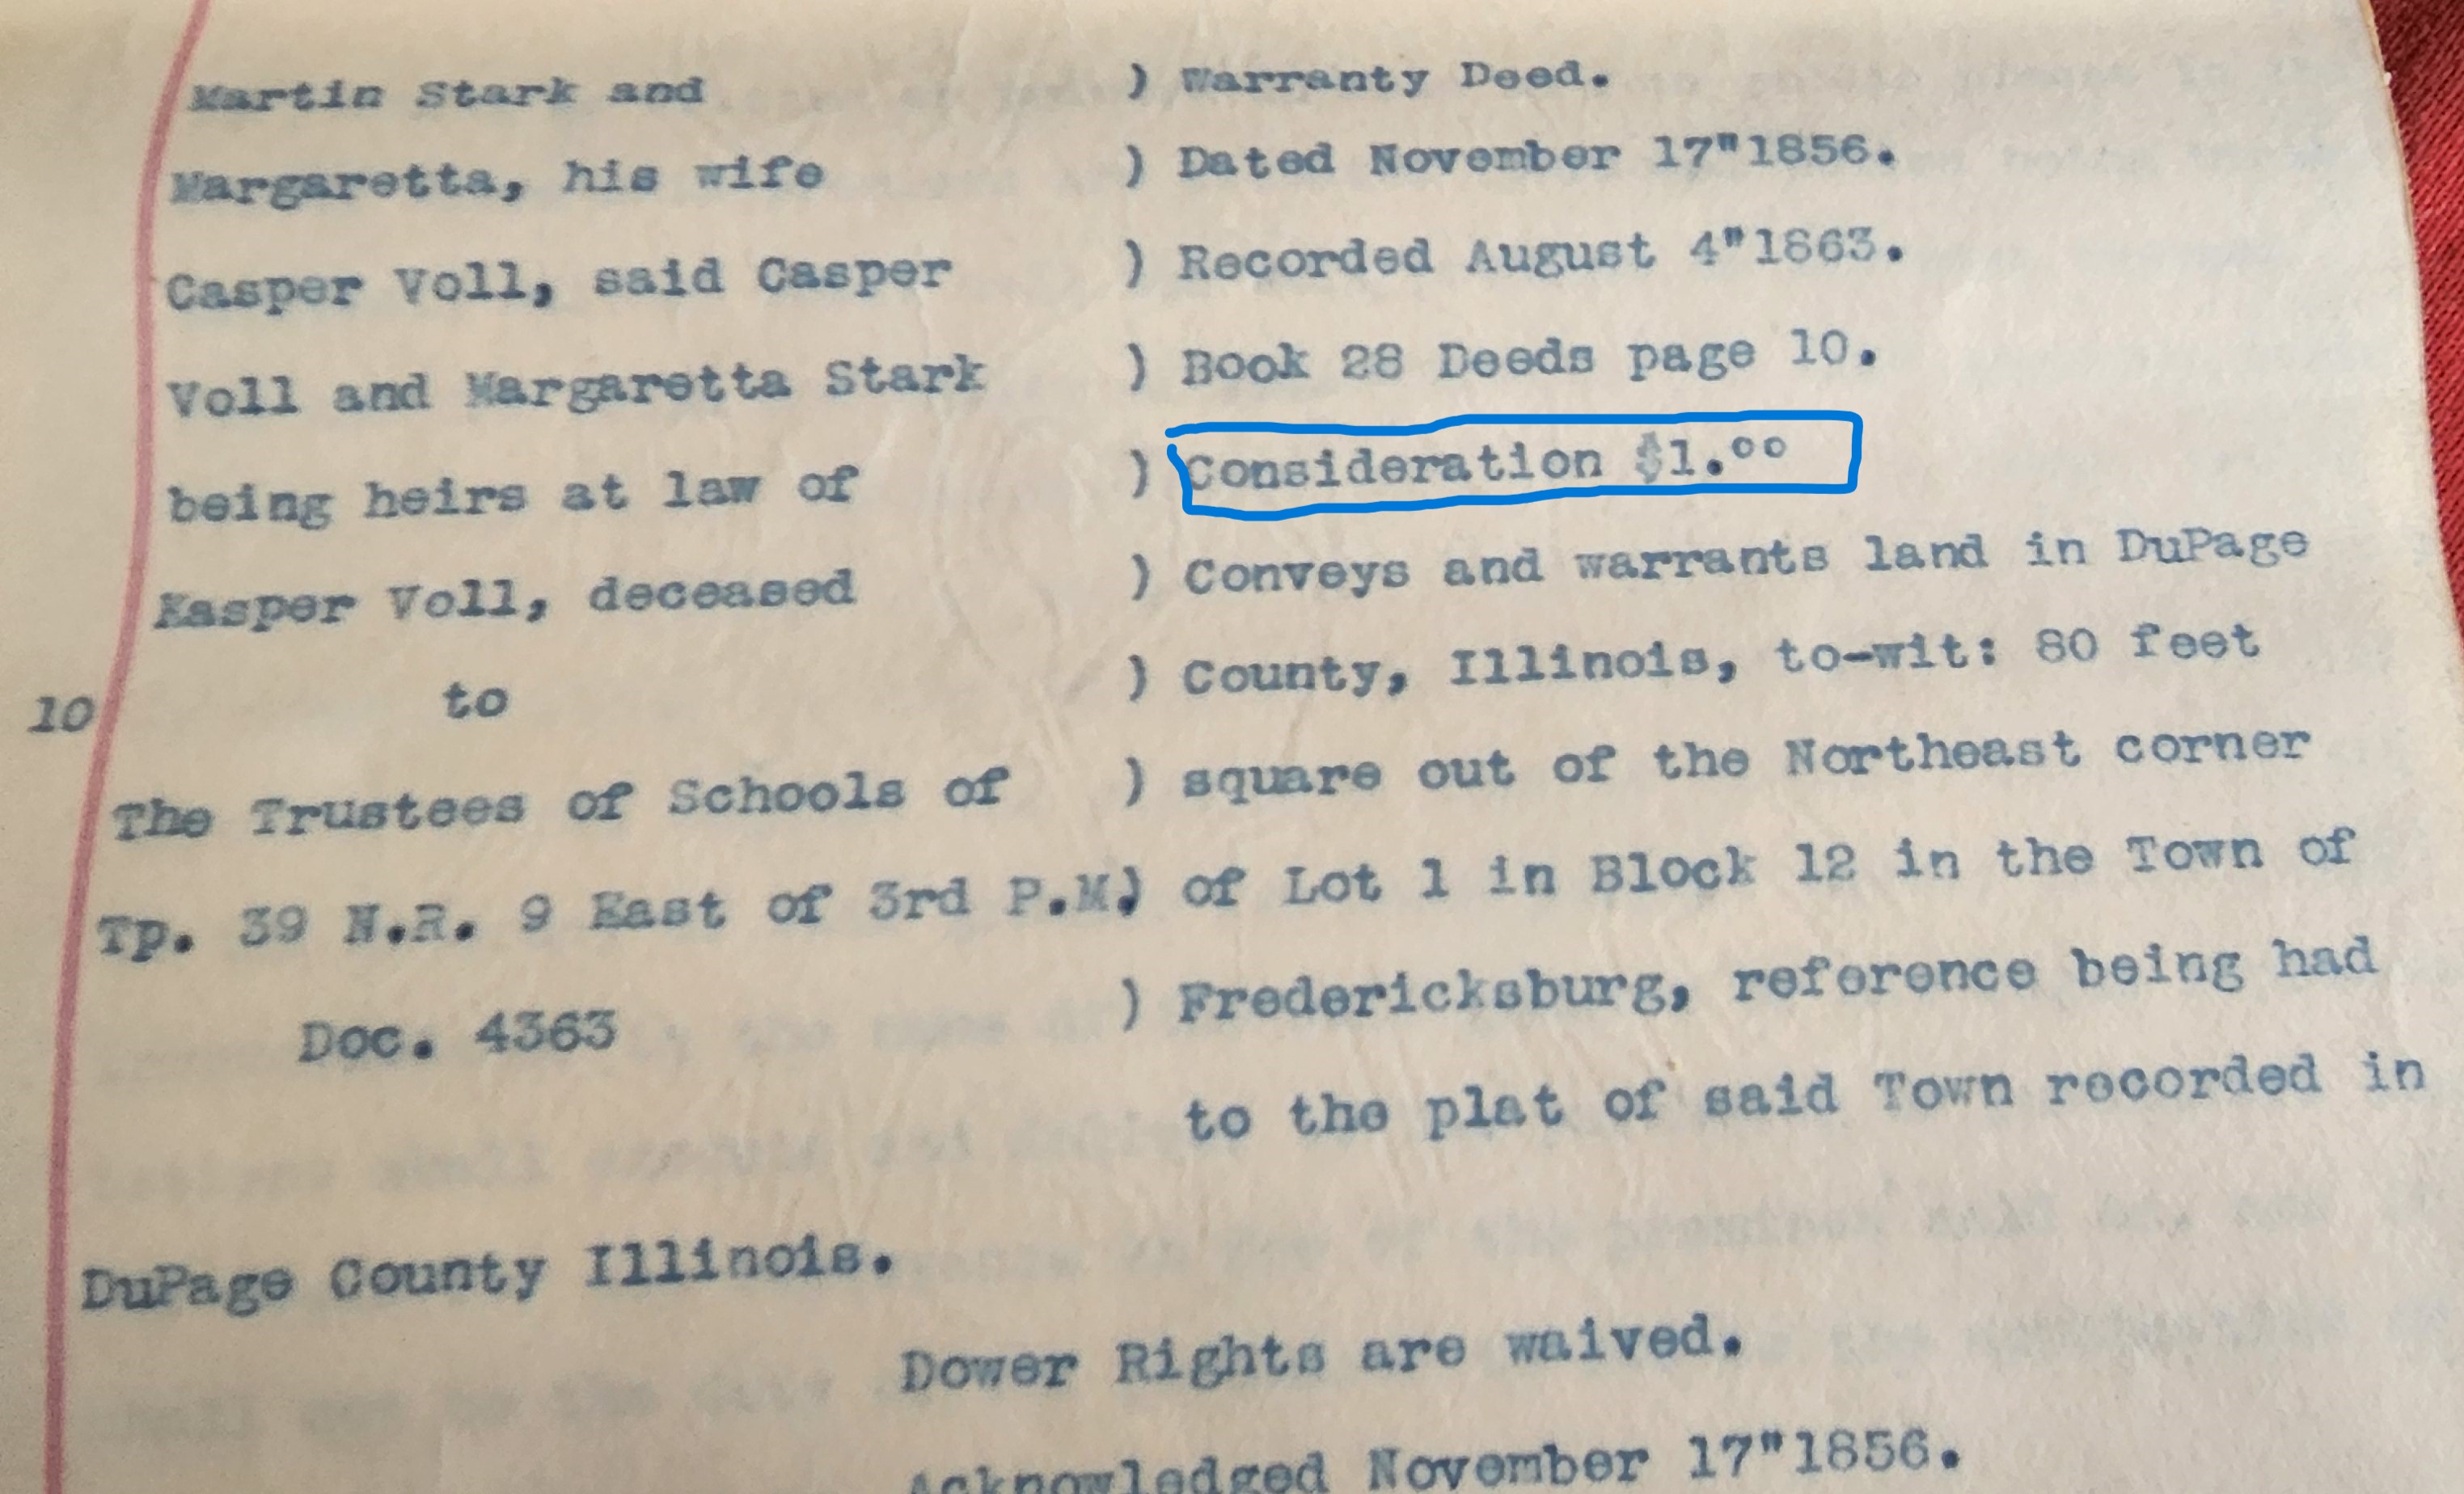 Martin Stark and ) Warranty Deed.
Margaretta, his wife ) Dated November 17"1856.
Casper Voll, said Casper ) Recorded August 4"1863.
Voll and Margaretta Stark ) Book 28 Deeds page 10.
being heirs at law of ) Consideration $1.⁰⁰
Kasper Voll, deceased ) Conveys and warrants land in DuPage
to ) County, Illinois, to-wit: 80 feet
10
The Trustees of Schools of ) square out of the Northeast corner
Tp. 39 N.R. 9 East of 3rd P.M.) of Lot 1 in Block 12 in the Town of
Doc. 4363 ) Fredericksburg, reference being had
to the plat of said Town recorded in
DuPage County Illinois.
Dower Rights are waived.
Acknowledged November 17"1856.